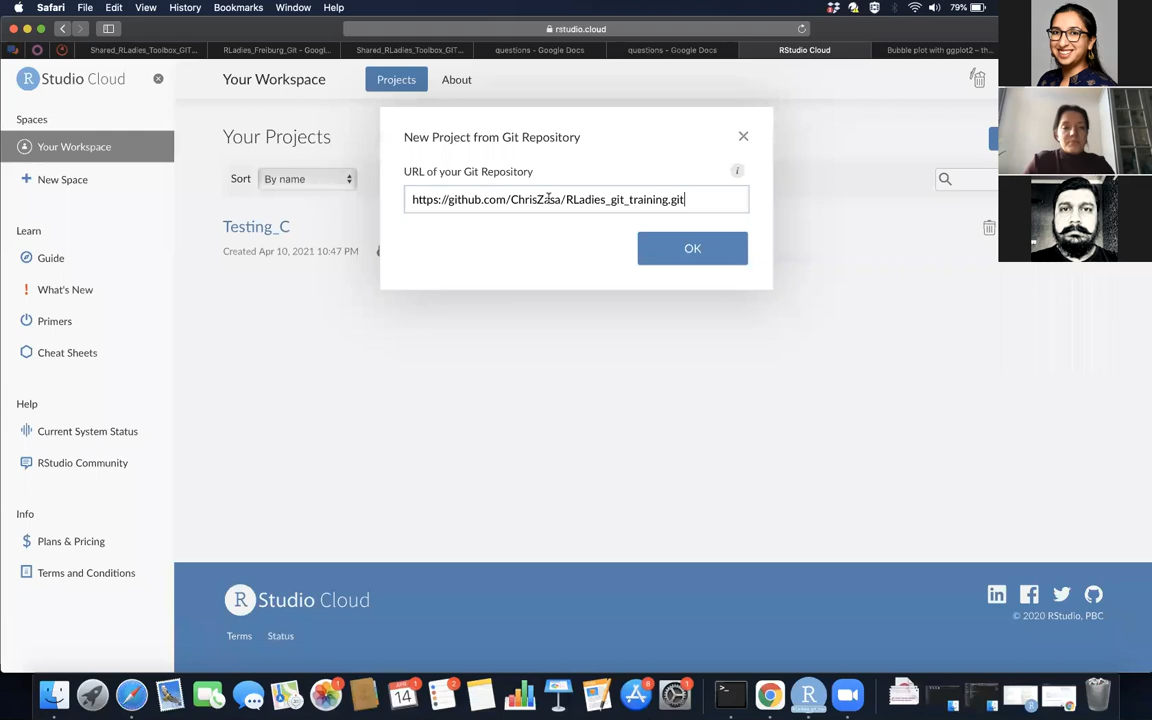 Safari File Edit View History Bookmarks Window Help 79%
rstudio.cloud
Shared_RLadies_Toolbox_GIT... RLadies_Freiburg_Git - Googl... Shared_RLadies_Toolbox_GIT... questions - Google Docs questions - Google Docs RStudio Cloud Bubble plot with ggplot2 – th...
R Studio Cloud
Your Workspace Projects About
Spaces
Your Workspace
New Space
Learn
Guide
What's New
Primers
Cheat Sheets
Help
Current System Status
RStudio Community
Info
Plans & Pricing
Terms and Conditions
Your Projects
Sort By name
Testing_C
Created Apr 10, 2021 10:47 PM
New Project from Git Repository
URL of your Git Repository
https://github.com/ChrisZasa/RLadies_git_training.git
OK
R Studio Cloud
Terms Status
© 2020 RStudio, PBC
14